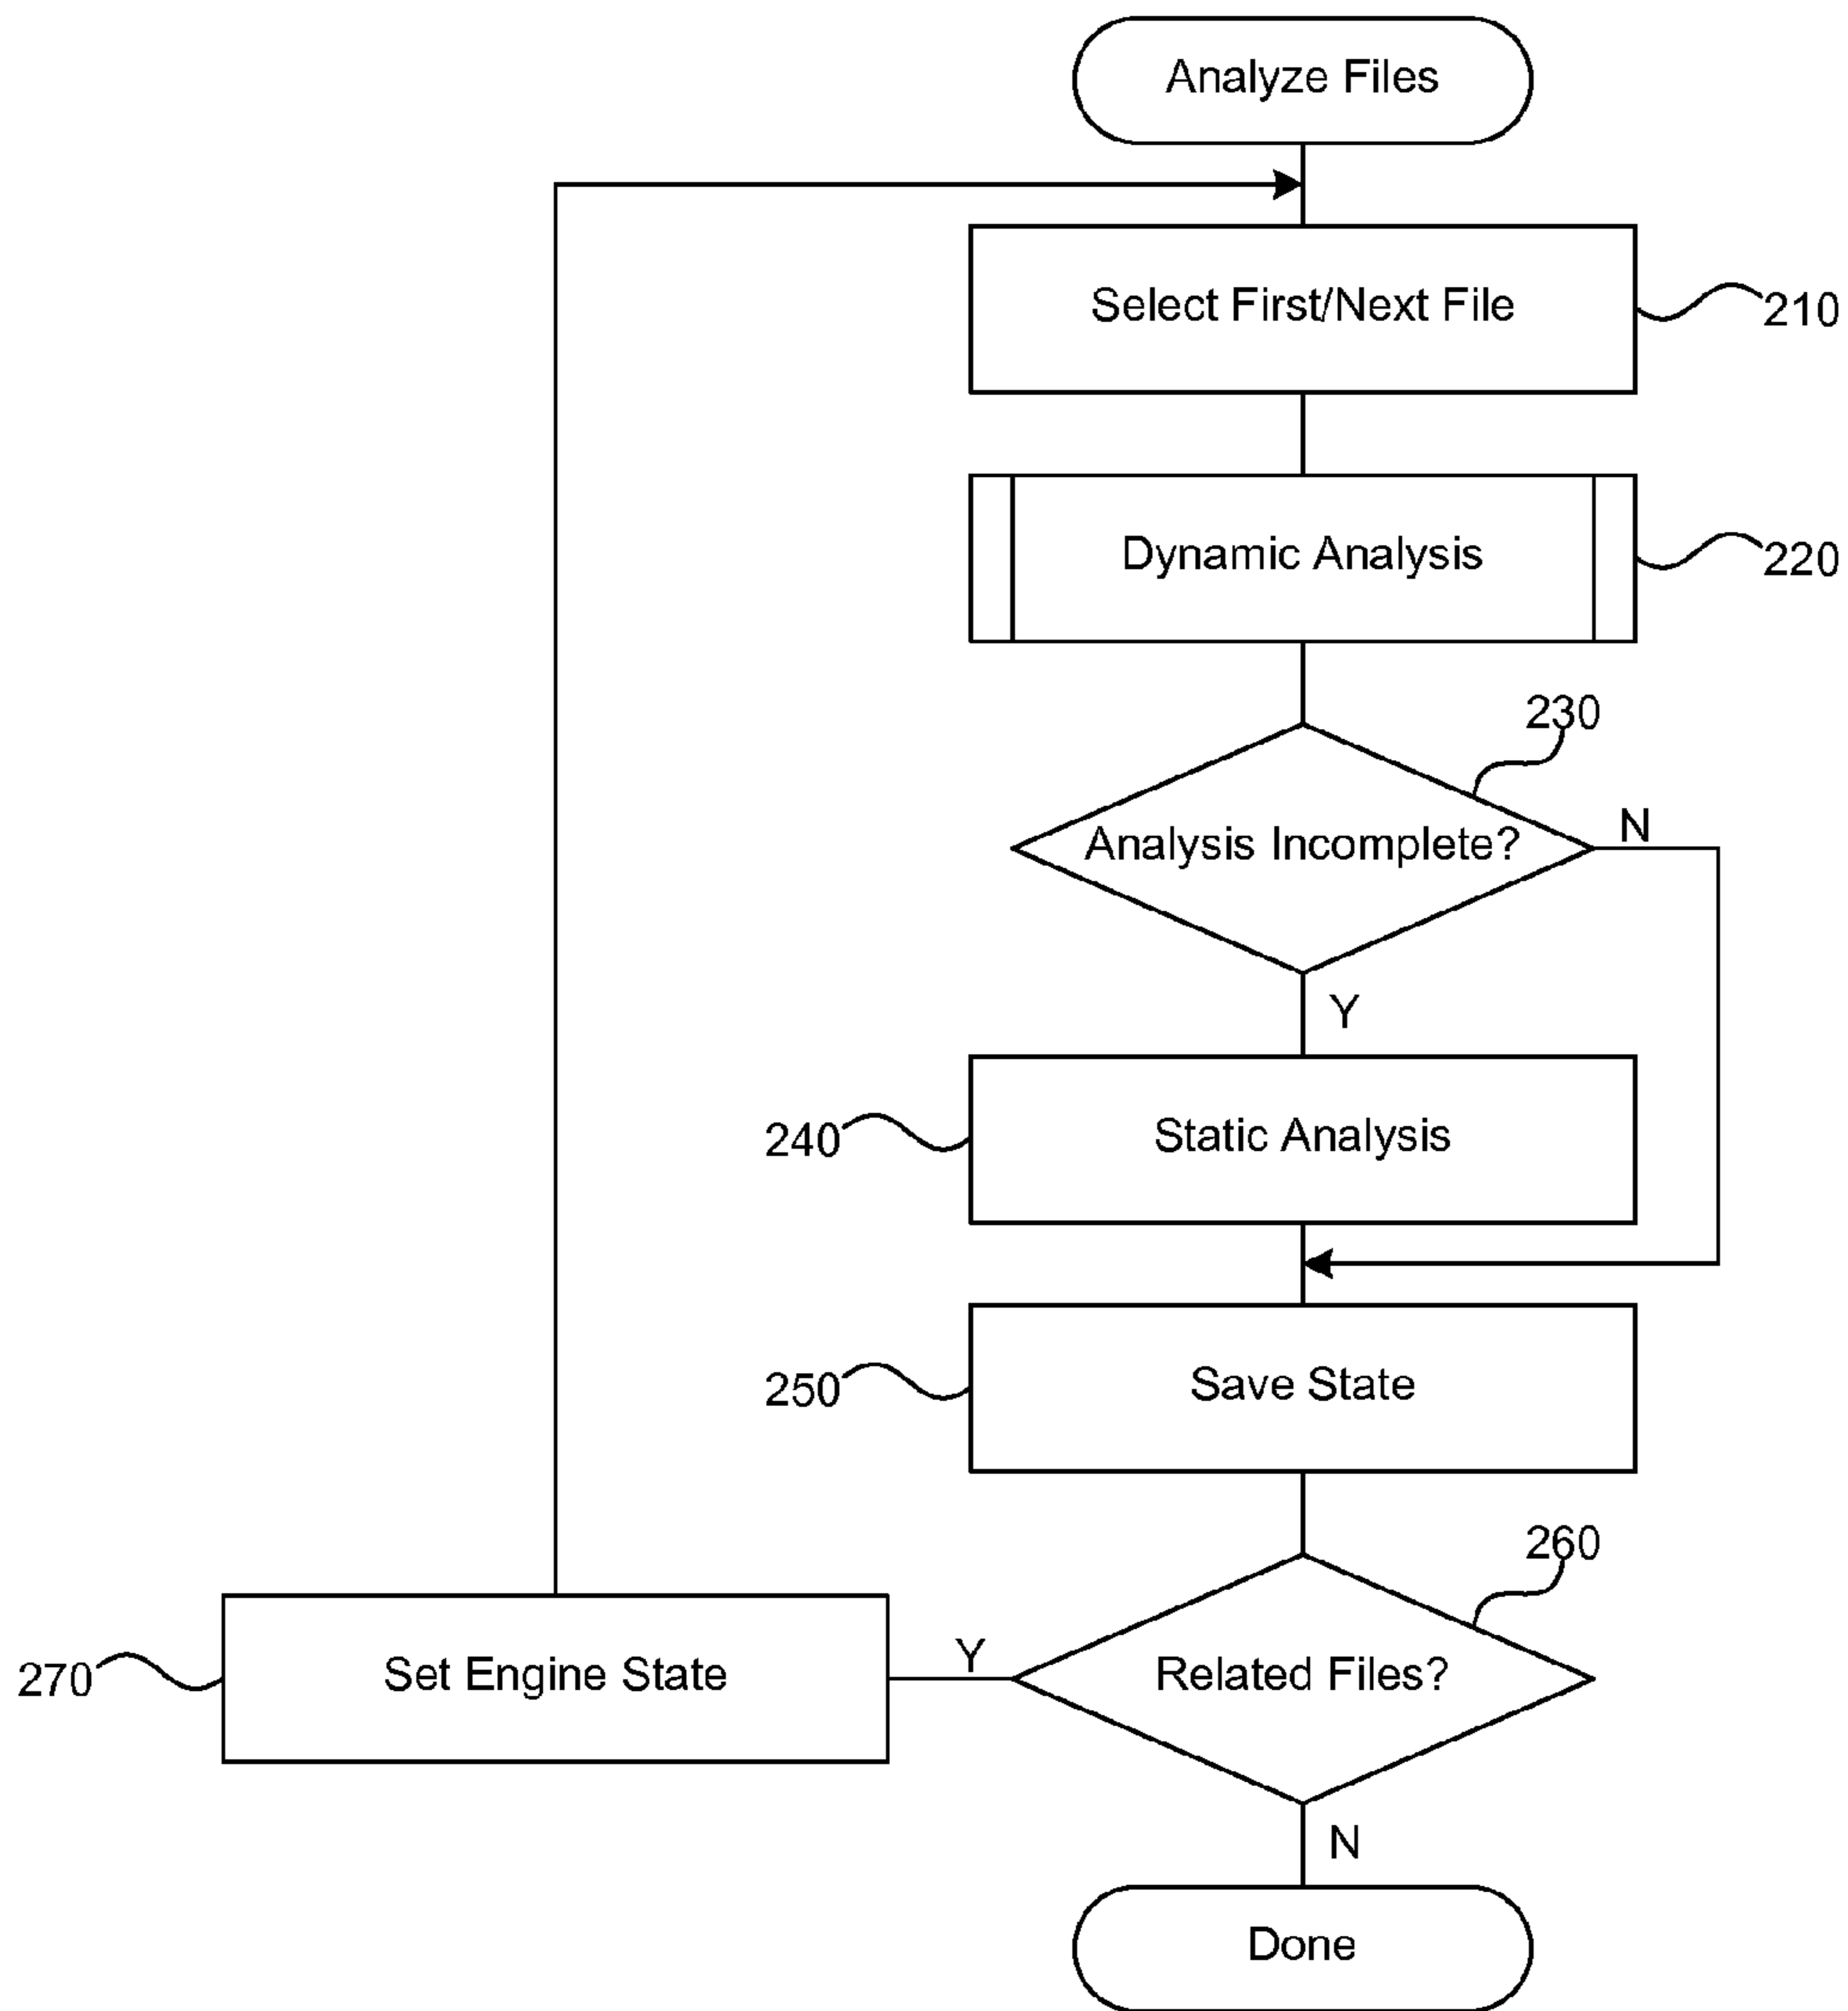 Analyze Files
Select First/Next File
210
Dynamic Analysis
220
230
Analysis Incomplete?
N
Y
240
Static Analysis
250
Save State
260
270
Set Engine State
Y
Related Files?
N
Done